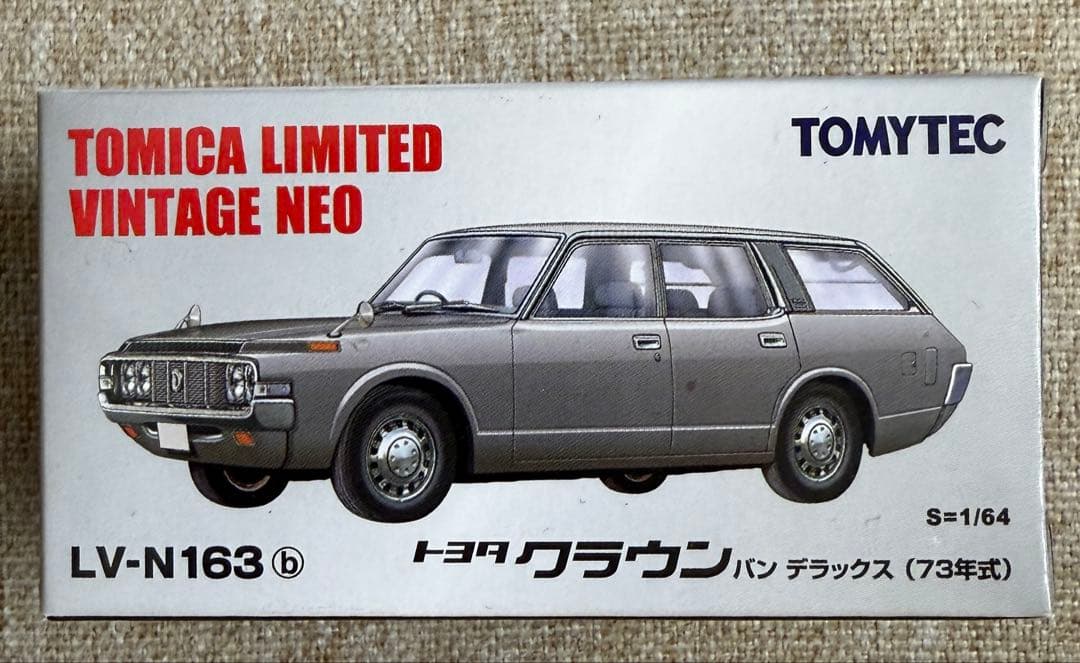 TOMICA LIMITED
VINTAGE NEO
TOMYTEC
S=1/64
LV-N163 ⓑ
トヨタ クラウン バン デラックス（73年式）